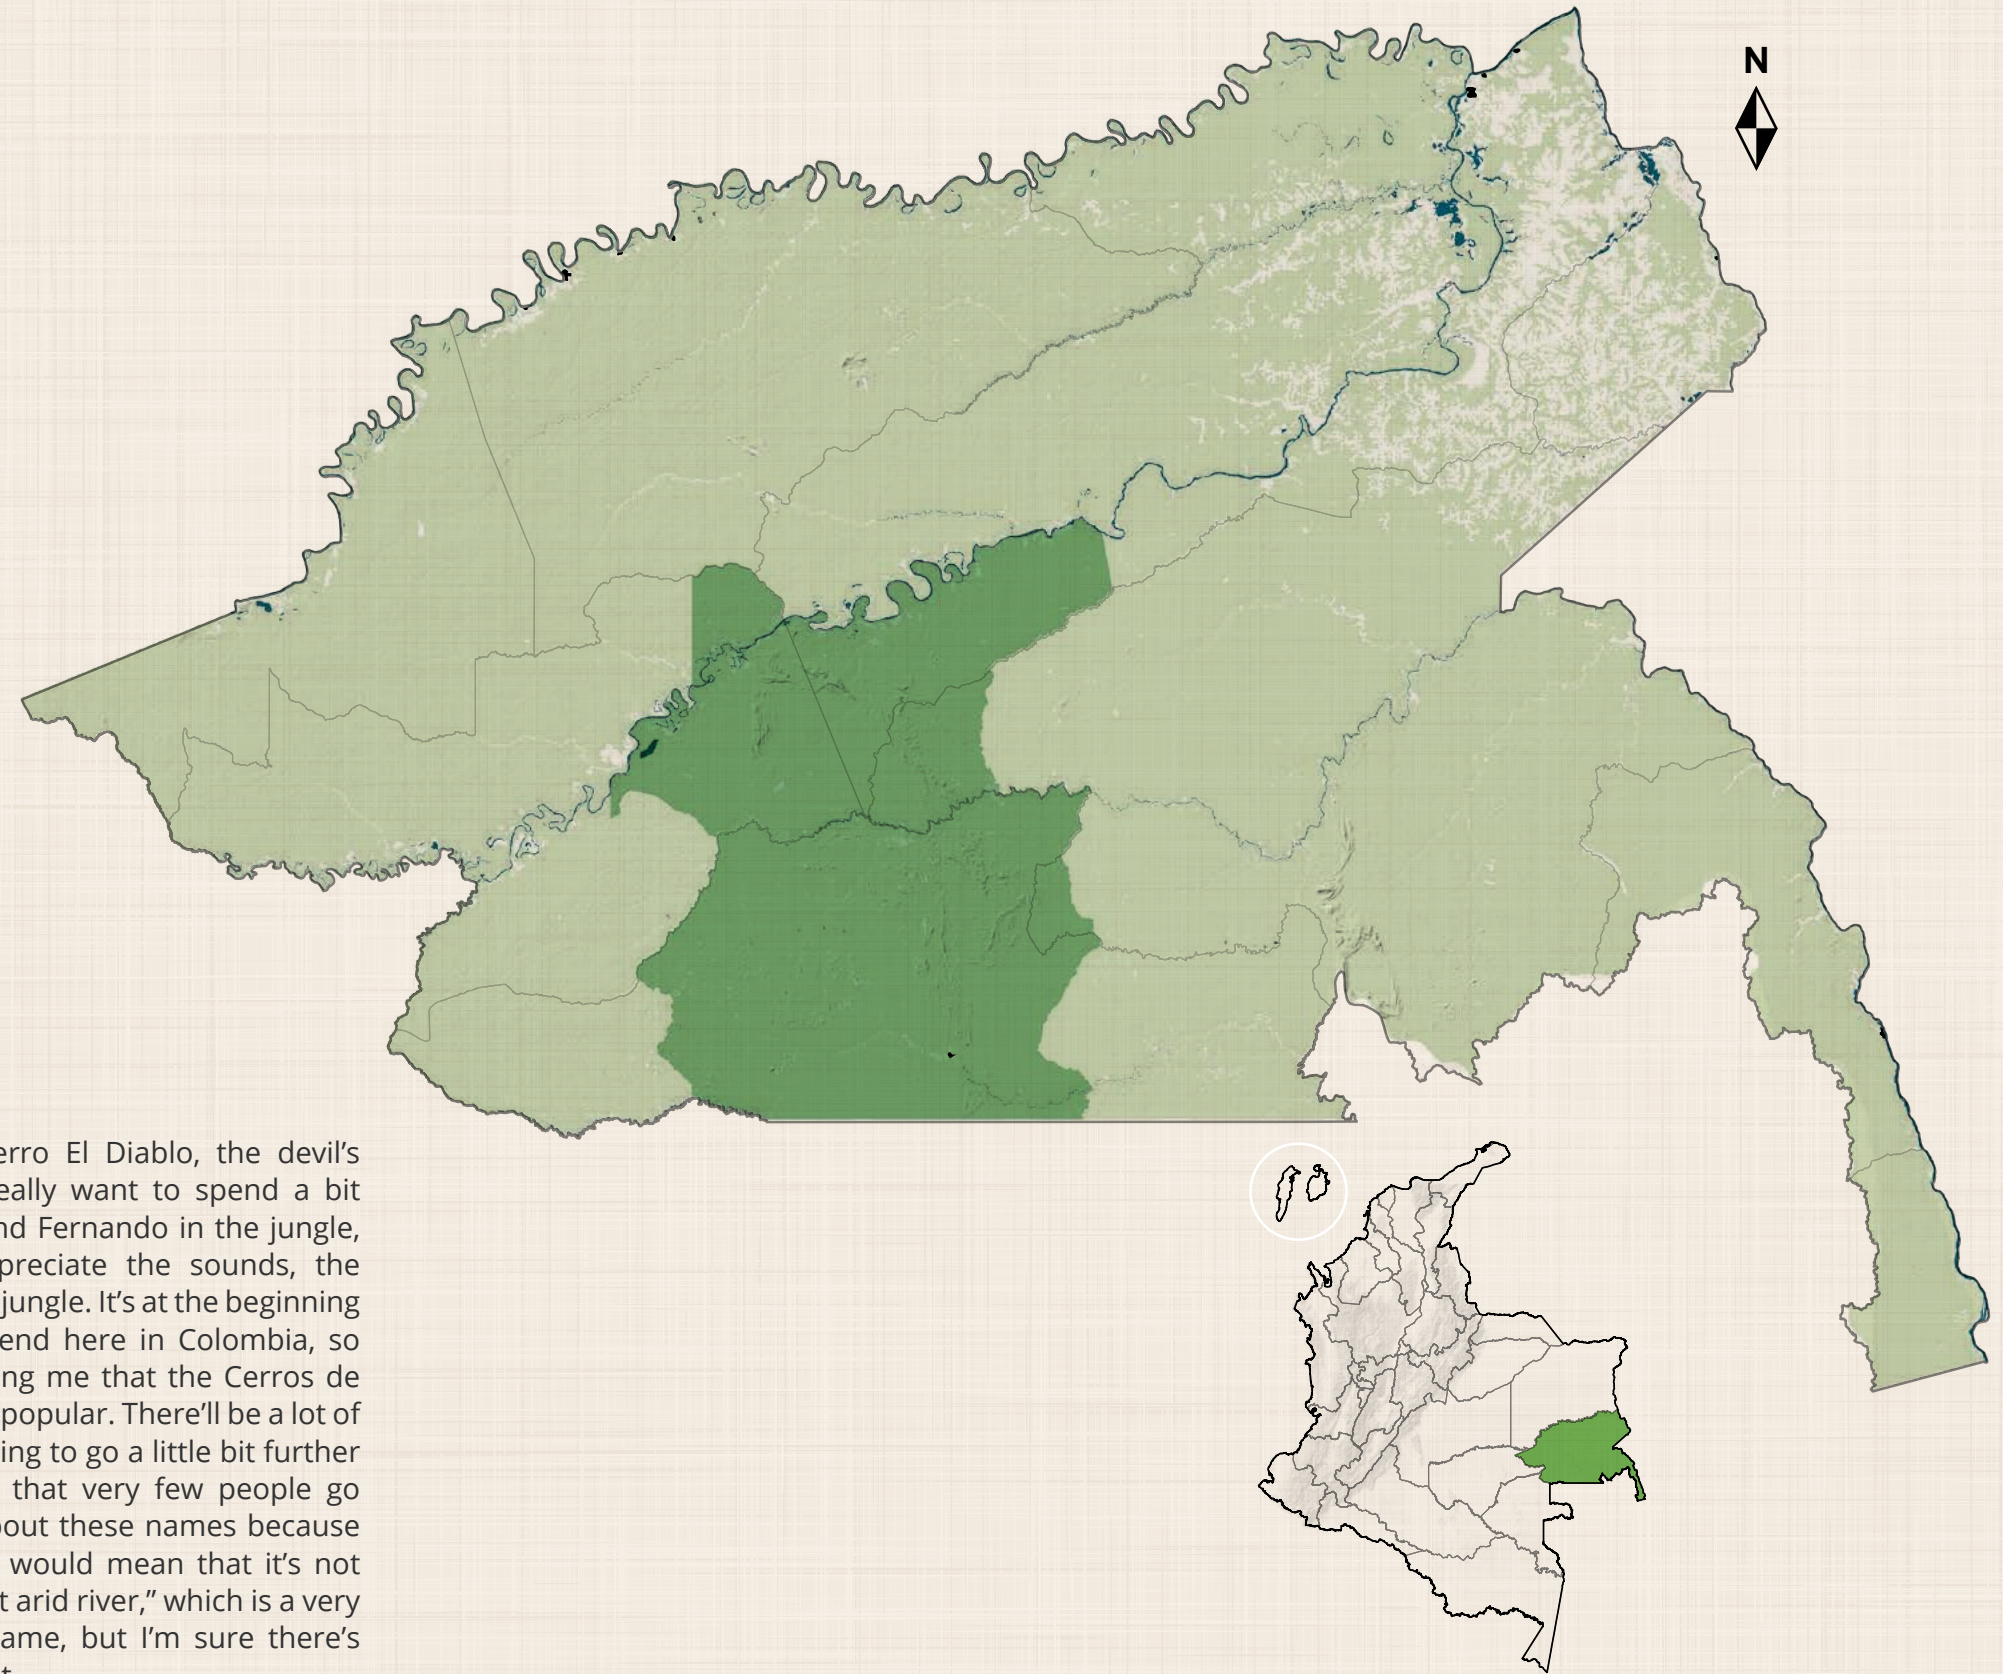 N
erro El Diablo, the devil’s
eally want to spend a bit
nd Fernando in the jungle,
preciate the sounds, the
jungle. It’s at the beginning
end here in Colombia, so
ng me that the Cerros de
popular. There’ll be a lot of
ing to go a little bit further
that very few people go
bout these names because
would mean that it’s not
t arid river,” which is a very
ame, but I’m sure there’s